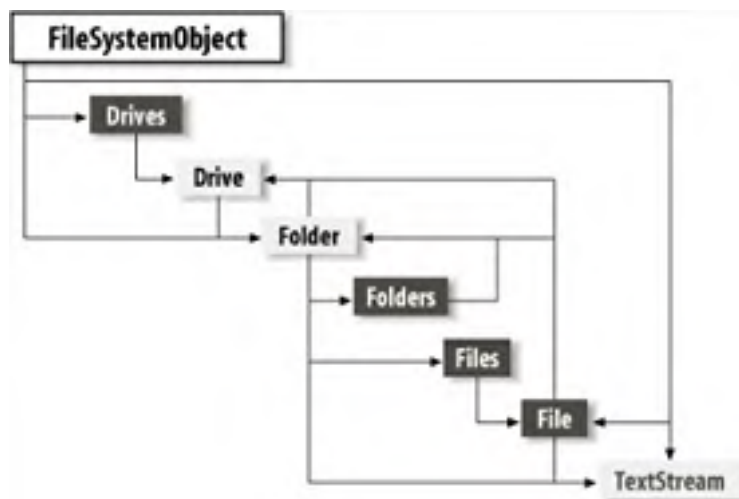 FileSystemObject
Drives
Drive
Folder
Folders
Files
File
TextStream